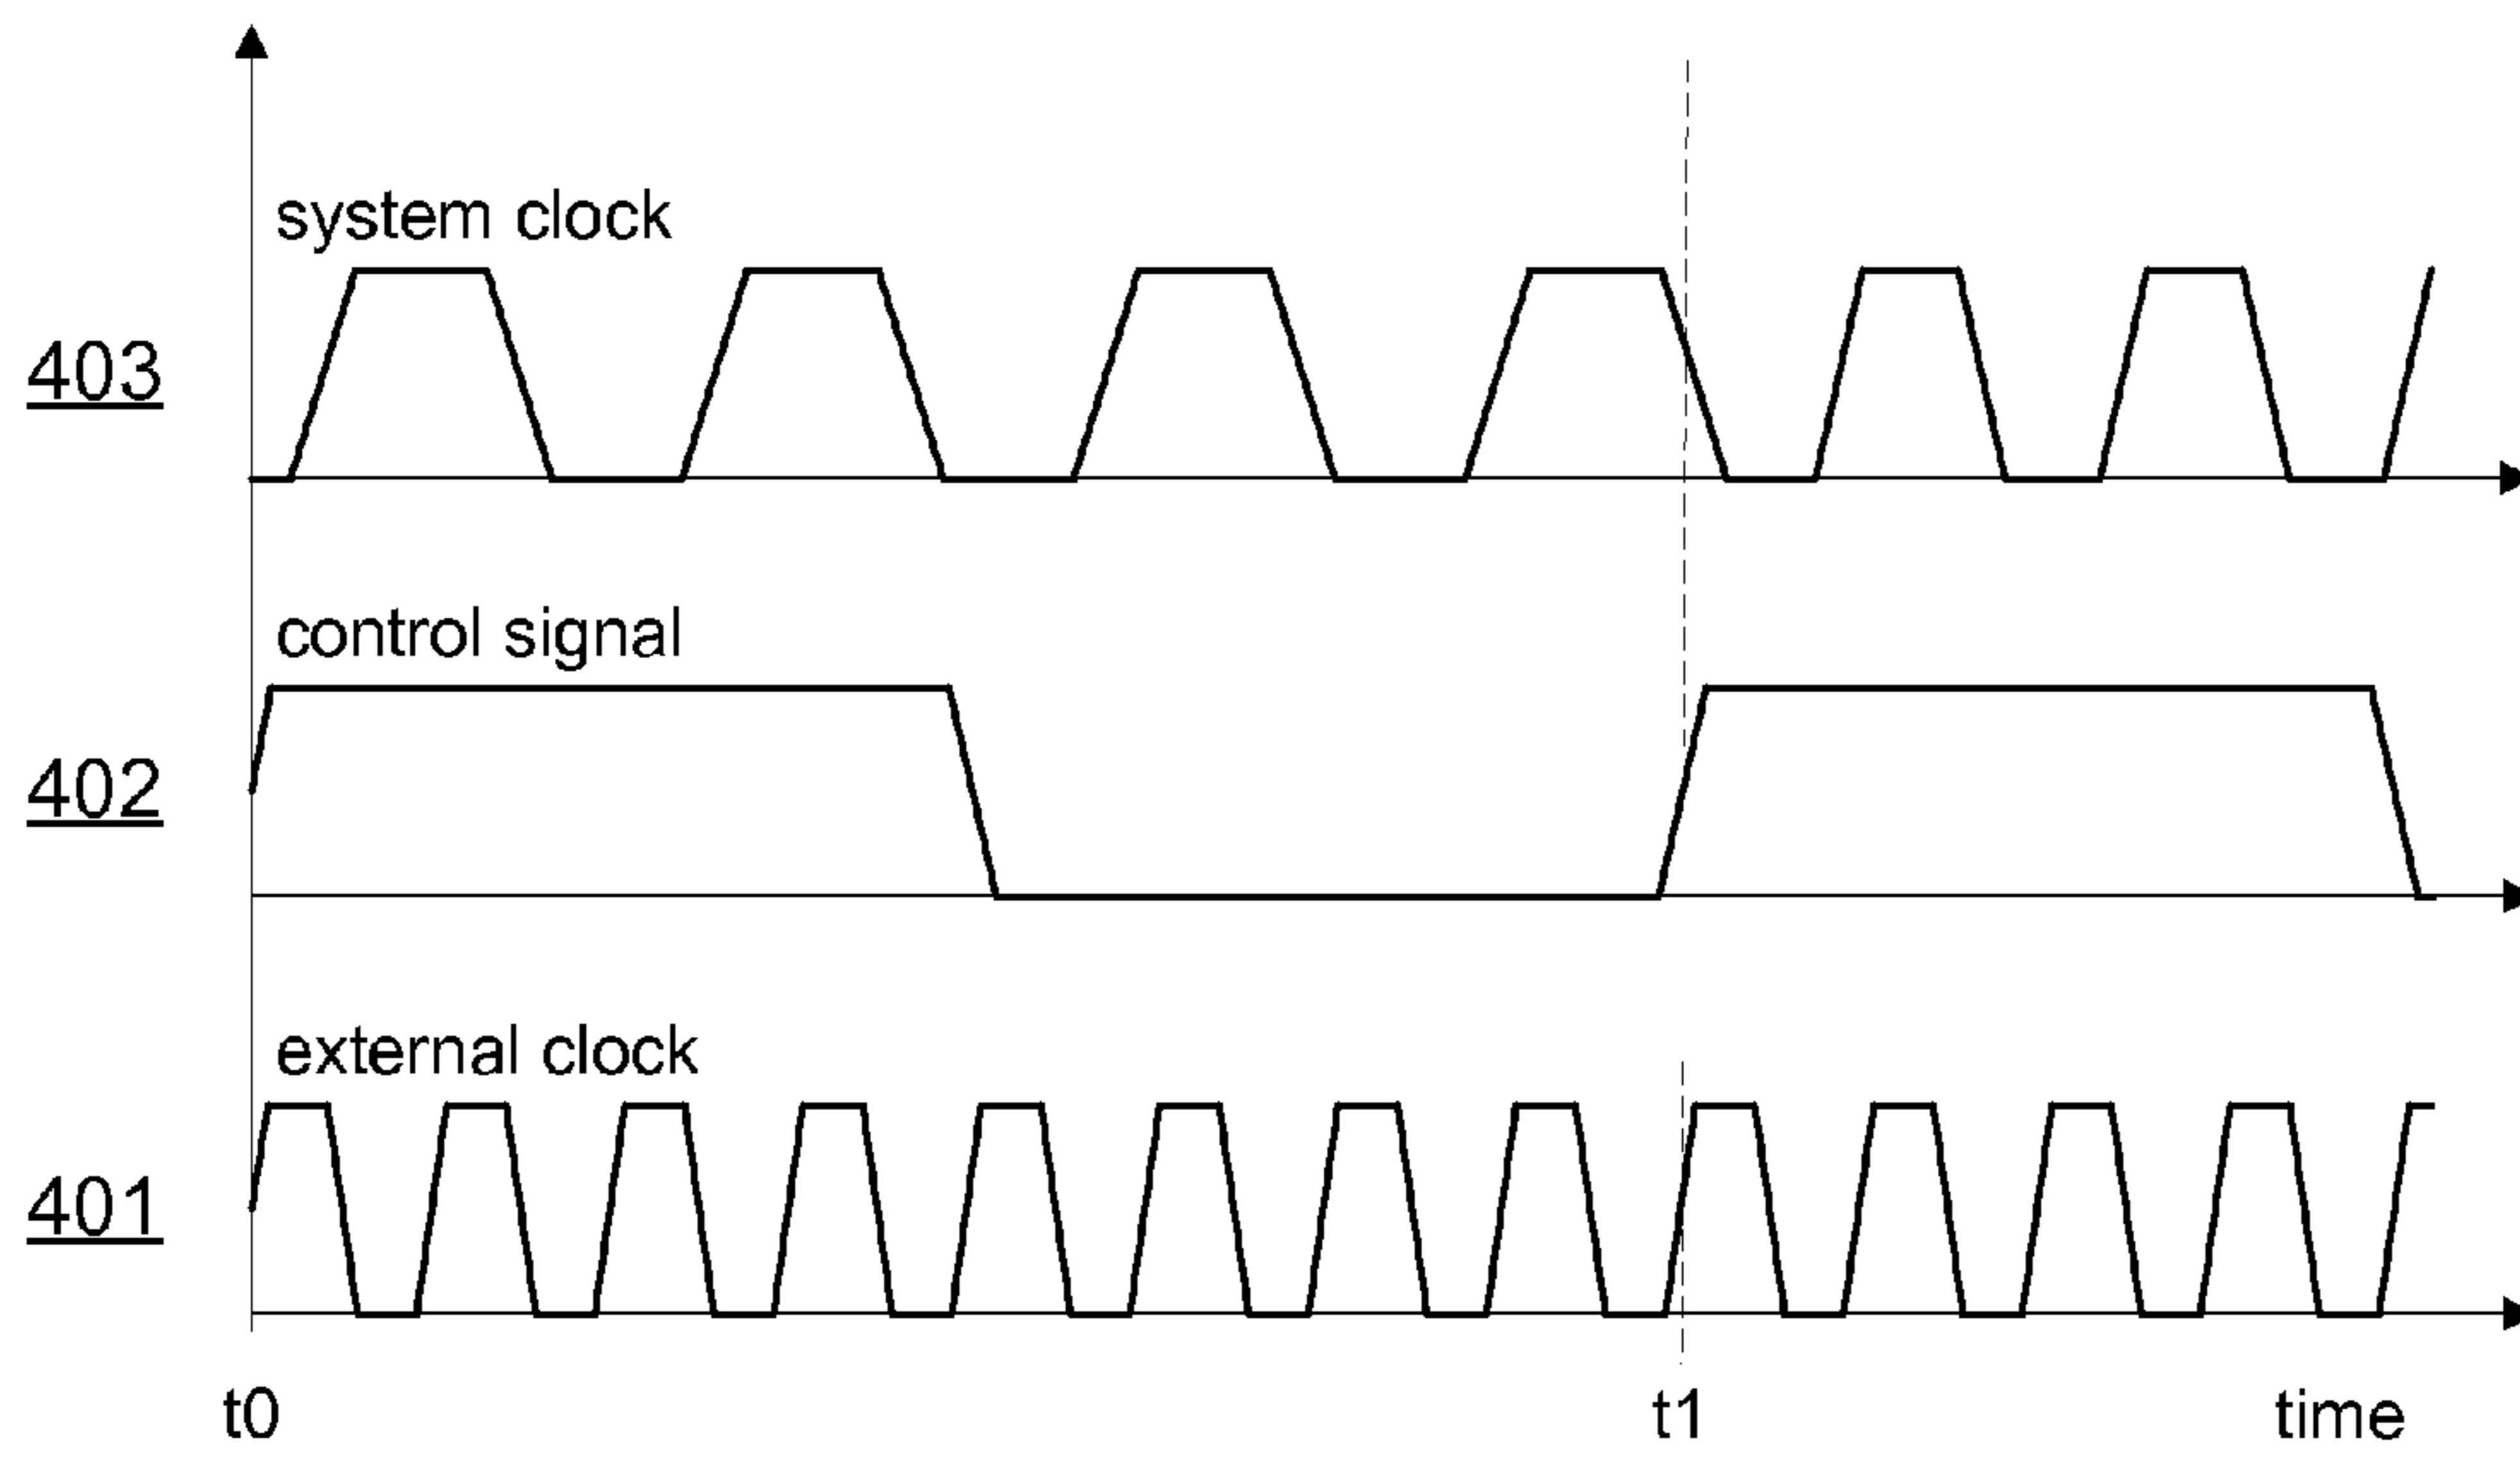 system clock
403
control signal
402
external clock
401
t0
t1
time